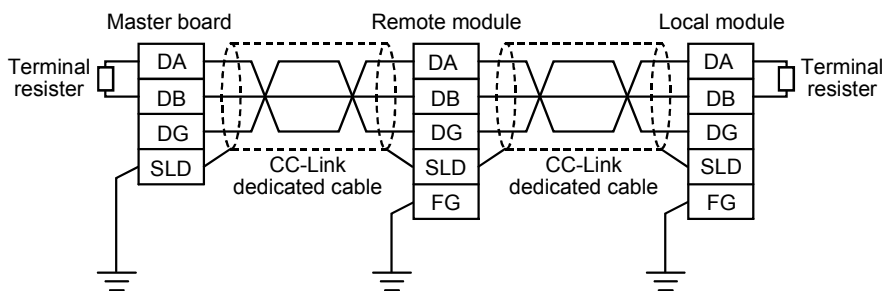 Master board
Remote module
Local module
Terminal
resister
DA
DB
DG
SLD
CC-Link
dedicated cable
DA
DB
DG
SLD
FG
CC-Link
dedicated cable
DA
DB
DG
SLD
FG
Terminal
resister